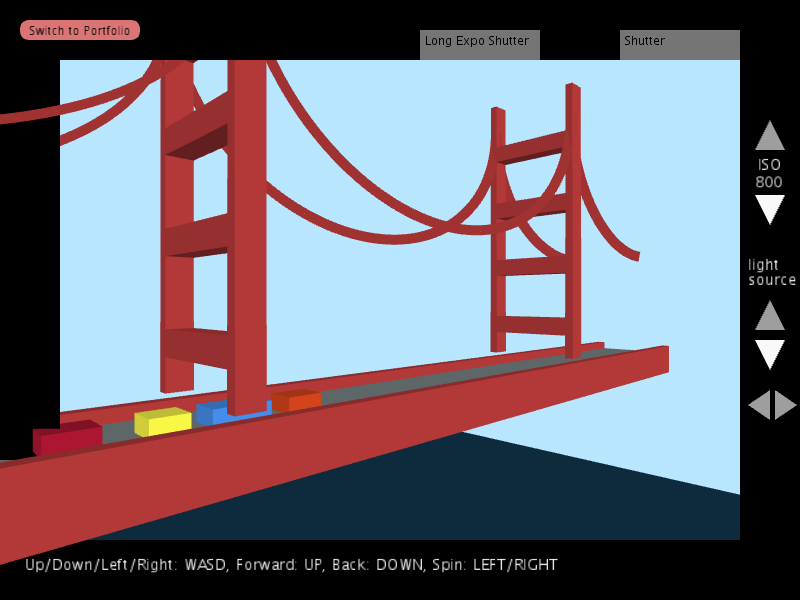 Switch to Portfolio
Long Expo Shutter
Shutter
ISO
800
light
source
Up/Down/Left/Right: WASD, Forward: UP, Back: DOWN, Spin: LEFT/RIGHT